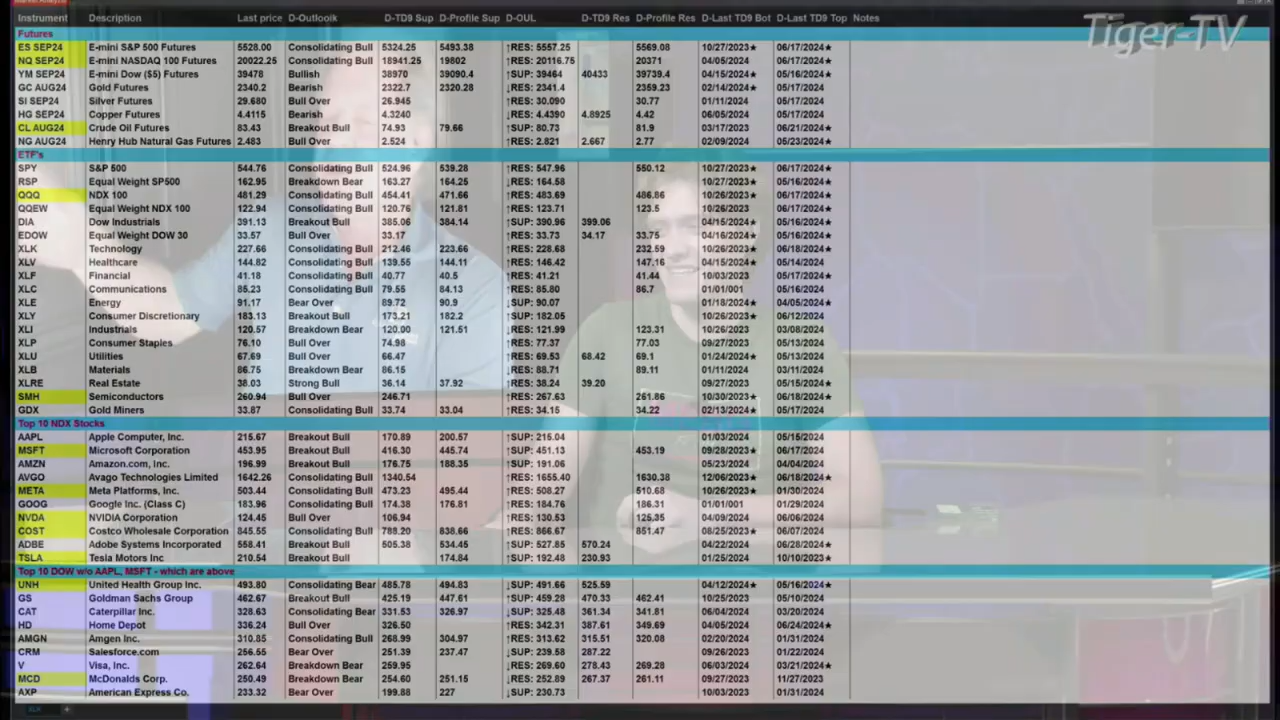 Tiger-TV
Instrument Description Last price D-Outlook D-TD9 Sup D-Profile Sup D-OUL D-TD9 Res D-Profile Res D-Last TD9 Bot D-Last TD9 Top Notes
Futures
ES SEP24 E-mini S&P 500 Futures 5528.00 Consolidating Bull 5324.25 5493.38 ↑RES: 5557.25 5569.08 10/27/2023★ 06/17/2024★
NQ SEP24 E-mini NASDAQ 100 Futures 20022.25 Consolidating Bull 18941.25 19802 ↑RES: 20116.75 20371 04/05/2024 06/17/2024★
YM SEP24 E-mini Dow ($5) Futures 39478 Bullish 38970 39090.4 ↑SUP: 39464 40433 39739.4 04/15/2024★ 05/16/2024★
GC AUG24 Gold Futures 2340.2 Bearish 2322.7 2320.28 ↓RES: 2341.4 2359.23 02/14/2024★ 05/17/2024
SI SEP24 Silver Futures 29.680 Bull Over 26.945 ↓RES: 30.090 30.77 01/11/2024 05/17/2024
HG SEP24 Copper Futures 4.4115 Bearish 4.3240 ↓RES: 4.4390 4.8925 4.42 06/05/2024 05/17/2024
CL AUG24 Crude Oil Futures 83.43 Breakout Bull 74.93 79.66 ↑SUP: 80.73 81.9 03/17/2023 06/21/2024★
NG AUG24 Henry Hub Natural Gas Futures 2.483 Bull Over 2.524 ↑RES: 2.821 2.667 2.77 02/09/2024 05/23/2024★
ETF's
SPY S&P 500 544.76 Consolidating Bull 524.96 539.28 ↑RES: 547.96 550.12 10/27/2023★ 06/17/2024★
RSP Equal Weight SP500 162.95 Breakdown Bear 163.27 164.25 ↓RES: 164.58 10/27/2023★ 05/16/2024★
QQQ NDX 100 481.29 Consolidating Bull 454.41 471.66 ↑RES: 483.69 486.86 10/26/2023★ 06/17/2024★
QQEW Equal Weight NDX 100 122.94 Consolidating Bull 120.76 121.81 ↑RES: 123.71 123.5 10/26/2023 06/17/2024★
DIA Dow Industrials 391.13 Breakout Bull 385.06 384.14 ↑SUP: 390.96 399.06 04/15/2024★ 05/16/2024★
EDOW Equal Weight DOW 30 33.57 Bull Over 33.17 ↑RES: 33.73 34.17 33.75 04/16/2024★ 05/16/2024★
XLK Technology 227.66 Consolidating Bull 212.46 223.66 ↑RES: 228.68 232.59 10/26/2023★ 06/18/2024★
XLV Healthcare 144.82 Consolidating Bull 139.55 144.11 ↑RES: 146.42 147.16 04/15/2024★ 05/14/2024
XLF Financial 41.18 Consolidating Bull 40.77 40.5 ↑RES: 41.21 41.44 10/03/2023 05/17/2024★
XLC Communications 85.23 Consolidating Bull 79.55 84.13 ↑RES: 85.80 86.7 01/01/001 05/16/2024
XLE Energy 91.17 Bear Over 89.72 90.9 ↓SUP: 90.07 01/18/2024★ 04/05/2024★
XLY Consumer Discretionary 183.13 Breakout Bull 173.21 182.2 ↑SUP: 182.05 10/26/2023★ 06/12/2024
XLI Industrials 120.57 Breakdown Bear 120.00 121.51 ↓RES: 121.99 123.31 10/26/2023 03/08/2024
XLP Consumer Staples 76.10 Bull Over 74.98 ↑RES: 77.37 77.03 09/27/2023 05/13/2024
XLU Utilities 67.69 Bull Over 66.47 ↑RES: 69.53 68.42 69.1 01/24/2024★ 05/13/2024
XLB Materials 86.75 Breakdown Bear 86.15 ↓RES: 88.71 89.11 01/11/2024 03/11/2024
XLRE Real Estate 38.03 Strong Bull 36.14 37.92 ↑RES: 38.24 39.20 09/27/2023 05/15/2024★
SMH Semiconductors 260.94 Bull Over 246.71 ↑RES: 267.63 261.86 10/30/2023★ 06/18/2024★
GDX Gold Miners 33.87 Consolidating Bull 33.74 33.04 ↑RES: 34.15 34.22 02/13/2024★ 05/17/2024
Top 10 NDX Stocks
AAPL Apple Computer, Inc. 215.67 Breakout Bull 170.89 200.57 ↑SUP: 215.04 01/03/2024 05/15/2024
MSFT Microsoft Corporation 453.95 Breakout Bull 416.30 445.74 ↑SUP: 451.13 453.19 09/28/2023★ 06/17/2024
AMZN Amazon.com, Inc. 196.99 Breakout Bull 176.75 188.35 ↑SUP: 191.06 05/23/2024 04/04/2024
AVGO Avago Technologies Limited 1642.26 Consolidating Bull 1340.54 ↑RES: 1655.40 1630.38 12/06/2023★ 06/18/2024★
META Meta Platforms, Inc. 503.44 Consolidating Bull 473.23 495.44 ↑RES: 508.27 510.68 10/26/2023★ 01/30/2024
GOOG Google Inc. (Class C) 183.96 Consolidating Bull 174.38 176.81 ↑RES: 184.76 186.31 01/01/001 01/29/2024
NVDA NVIDIA Corporation 124.45 Bull Over 106.94 ↑RES: 130.53 125.35 04/09/2024 06/06/2024
COST Costco Wholesale Corporation 845.55 Consolidating Bull 788.20 838.66 ↑RES: 866.67 851.47 08/25/2023★ 06/07/2024
ADBE Adobe Systems Incorporated 558.41 Breakout Bull 505.38 534.45 ↑SUP: 527.85 570.24 04/22/2024 06/28/2024★
TSLA Tesla Motors Inc 210.54 Breakout Bull 174.84 ↑SUP: 192.48 230.93 01/25/2024 10/10/2023★
Top 10 DOW w/o AAPL, MSFT - which are above
UNH United Health Group Inc. 493.80 Consolidating Bear 485.78 494.83 ↓SUP: 491.66 525.59 04/12/2024★ 05/16/2024★
GS Goldman Sachs Group 462.67 Breakout Bull 425.19 447.61 ↑SUP: 459.28 470.33 462.41 10/25/2023 05/10/2024
CAT Caterpillar Inc. 328.63 Consolidating Bear 331.53 326.97 ↓SUP: 325.48 361.34 341.81 06/04/2024 03/20/2024
HD Home Depot 336.24 Bull Over 326.50 ↑RES: 342.31 387.61 349.69 04/05/2024 06/24/2024★
AMGN Amgen Inc. 310.85 Consolidating Bull 268.99 304.97 ↑RES: 313.62 315.51 320.08 02/20/2024 01/31/2024
CRM Salesforce.com 256.55 Bear Over 251.39 237.47 ↓SUP: 239.58 287.22 09/26/2023 01/22/2024
V Visa, Inc. 262.64 Breakdown Bear 259.95 ↓RES: 269.60 278.43 269.28 06/03/2024 03/21/2024★
MCD McDonalds Corp. 250.49 Breakdown Bear 254.60 251.15 ↓RES: 252.89 267.37 261.11 09/27/2023 11/27/2023
AXP American Express Co. 233.32 Bear Over 199.88 227 ↓SUP: 230.73 10/03/2023 01/31/2024